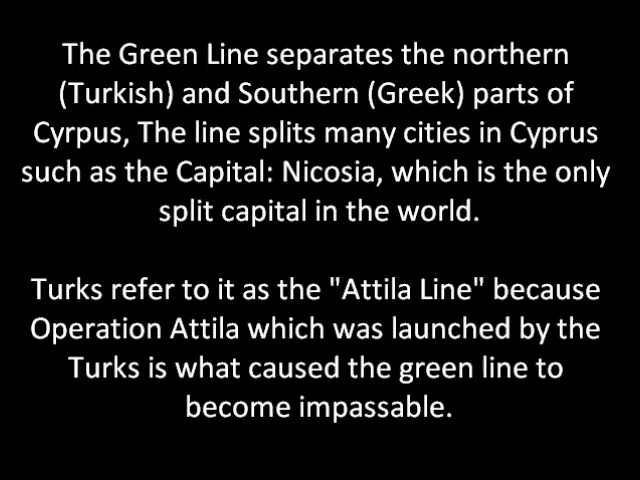 The Green Line separates the northern
(Turkish) and Southern (Greek) parts of
Cyrpus, The line splits many cities in Cyprus
such as the Capital: Nicosia, which is the only
split capital in the world.
Turks refer to it as the "Attila Line" because
Operation Attila which was launched by the
Turks is what caused the green line to
become impassable.